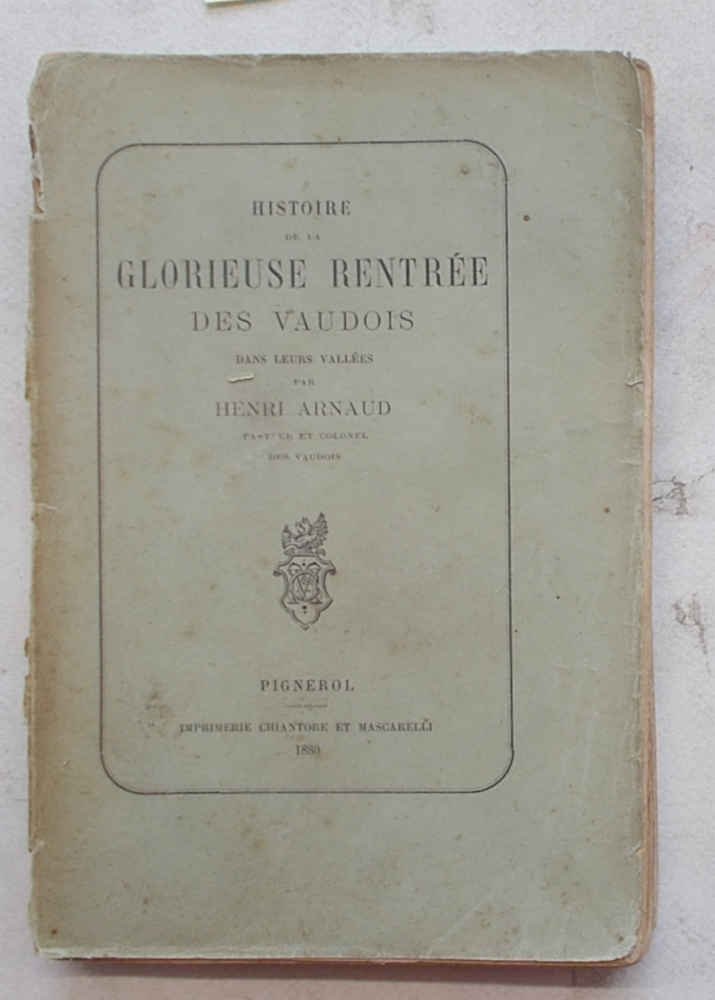 HISTOIRE
DE LA
GLORIEUSE RENTRÉE
DES VAUDOIS
DANS LEURS VALLÉES
PAR
HENRI ARNAUD
PASTEUR ET COLONEL
DES VAUDOIS
PIGNEROL
IMPRIMERIE CHIANTORE ET MASCARELLI
1880